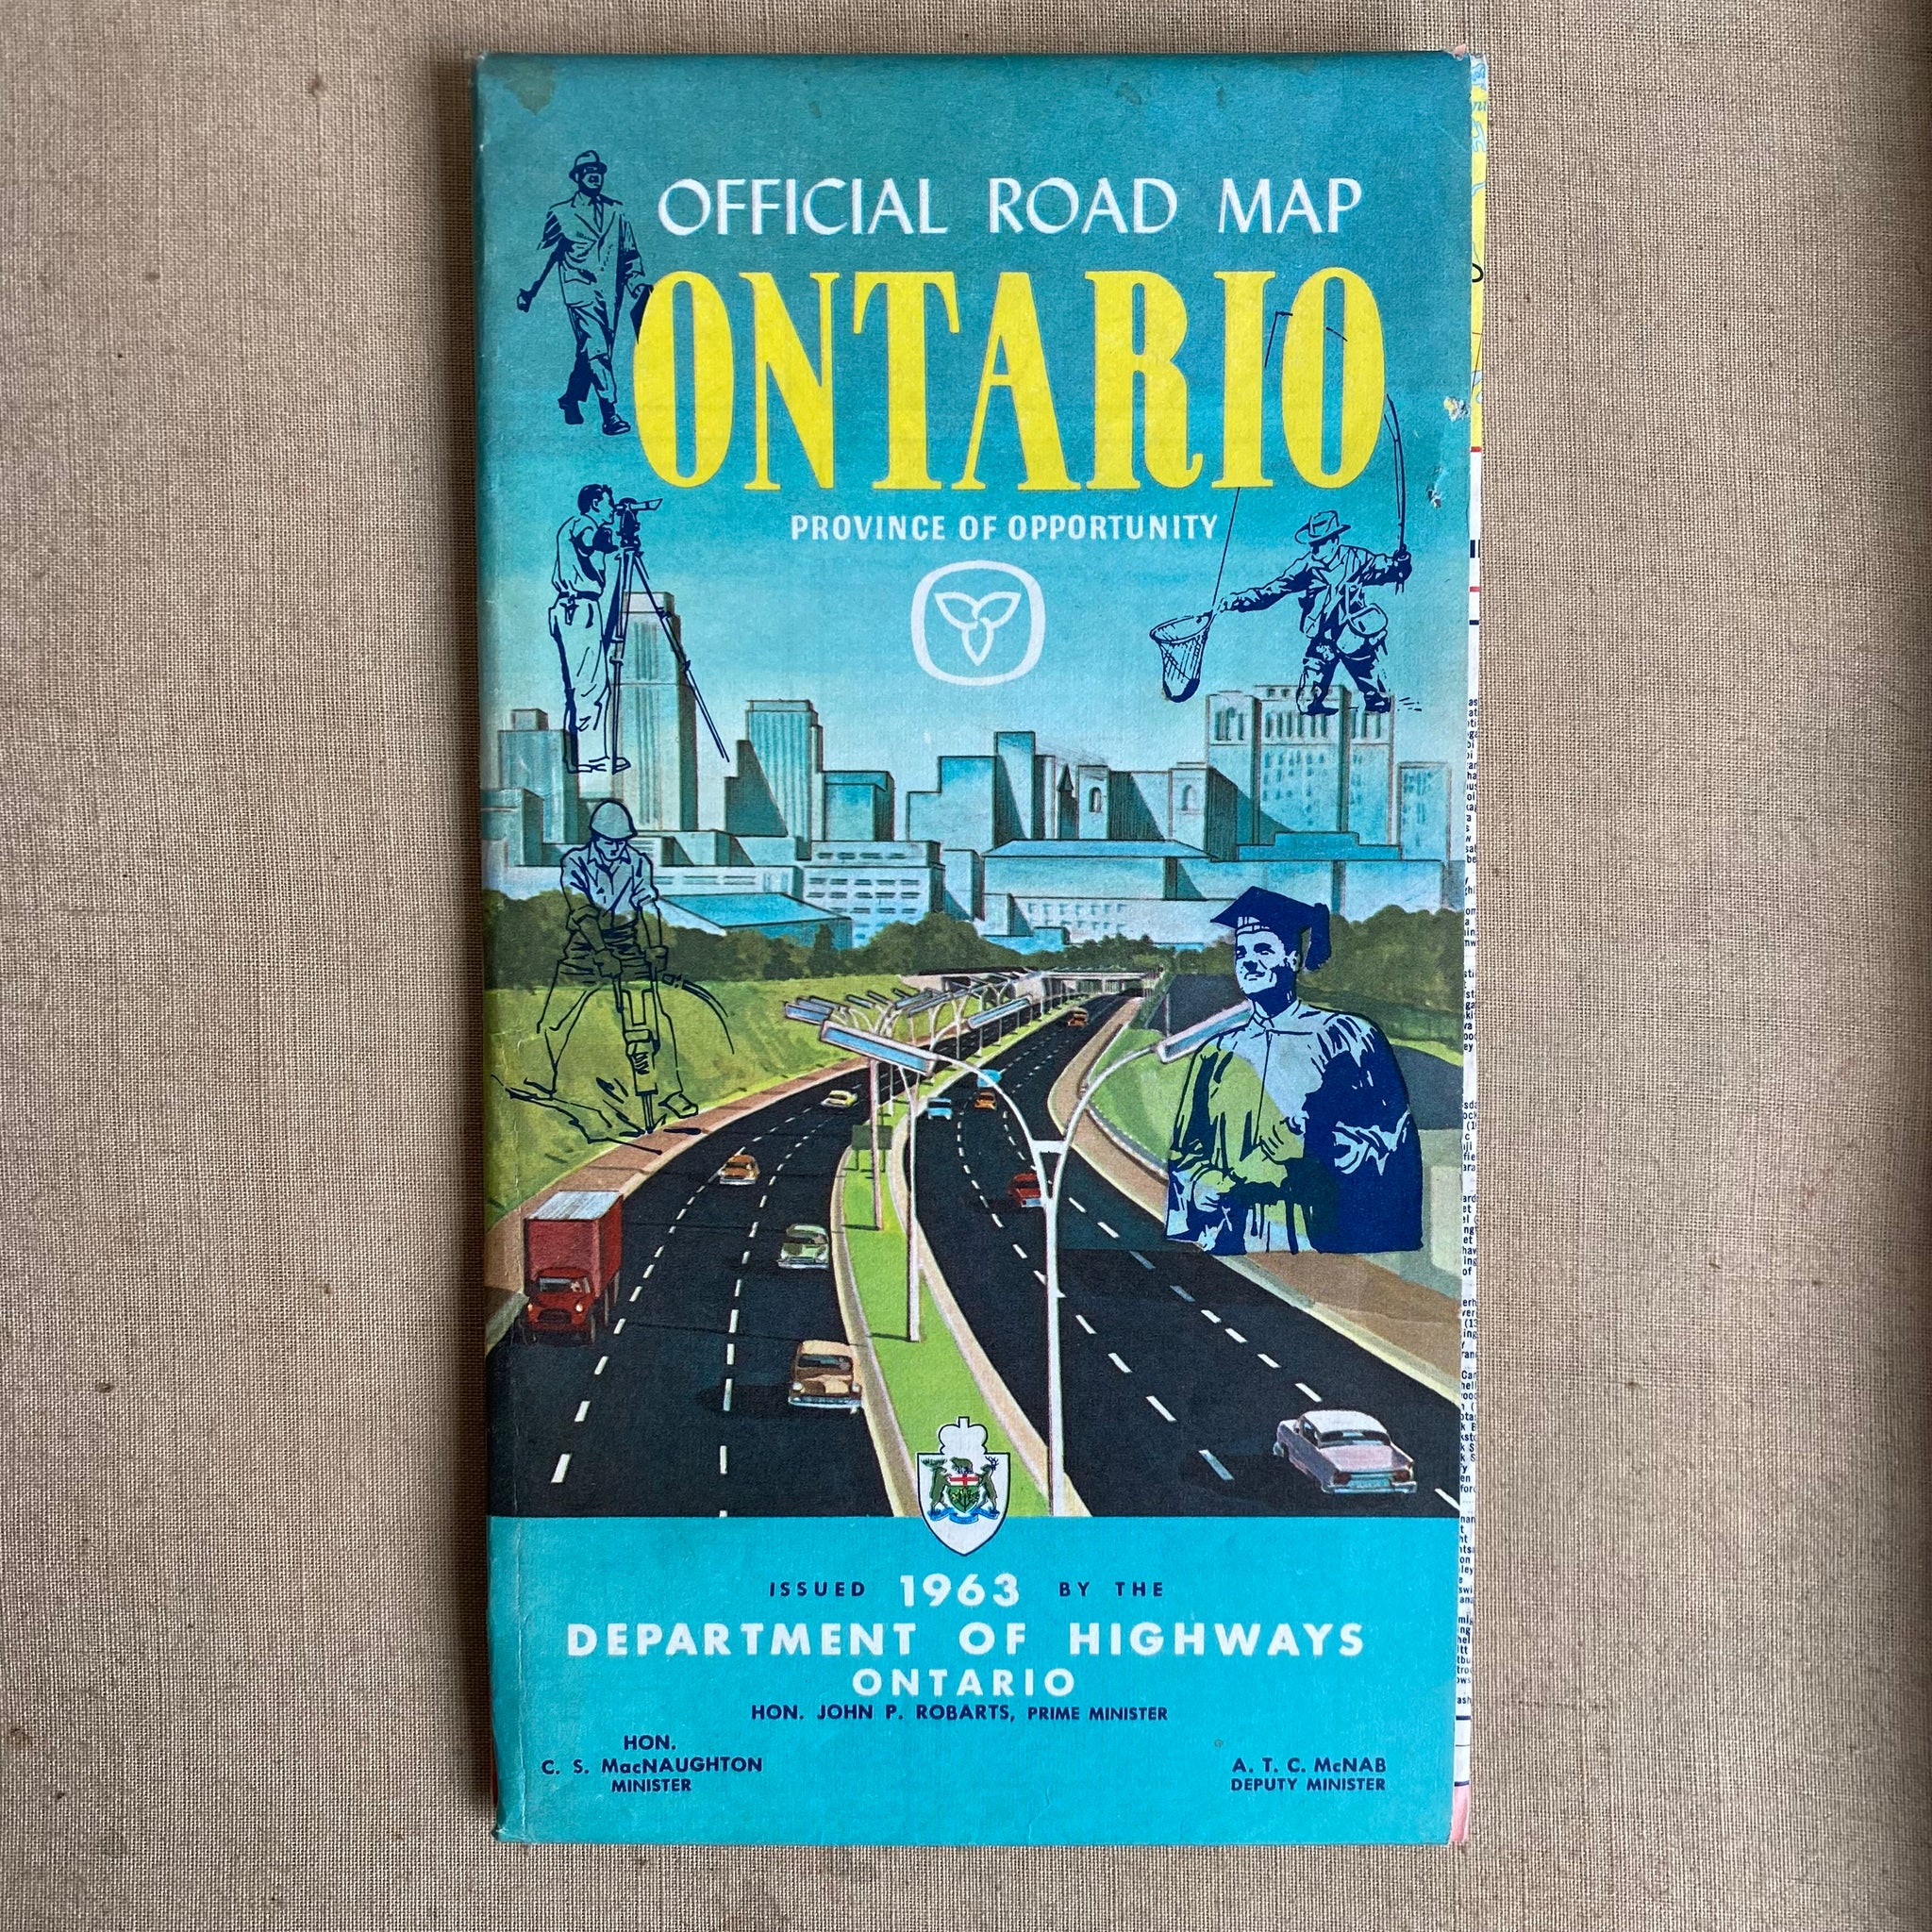 OFFICIAL ROAD MAP
ONTARIO
PROVINCE OF OPPORTUNITY
ISSUED 1963 BY THE
DEPARTMENT OF HIGHWAYS
ONTARIO
HON. JOHN P. ROBARTS, PRIME MINISTER
HON.
C. S. MacNAUGHTON
MINISTER
A. T. C. McNAB
DEPUTY MINISTER